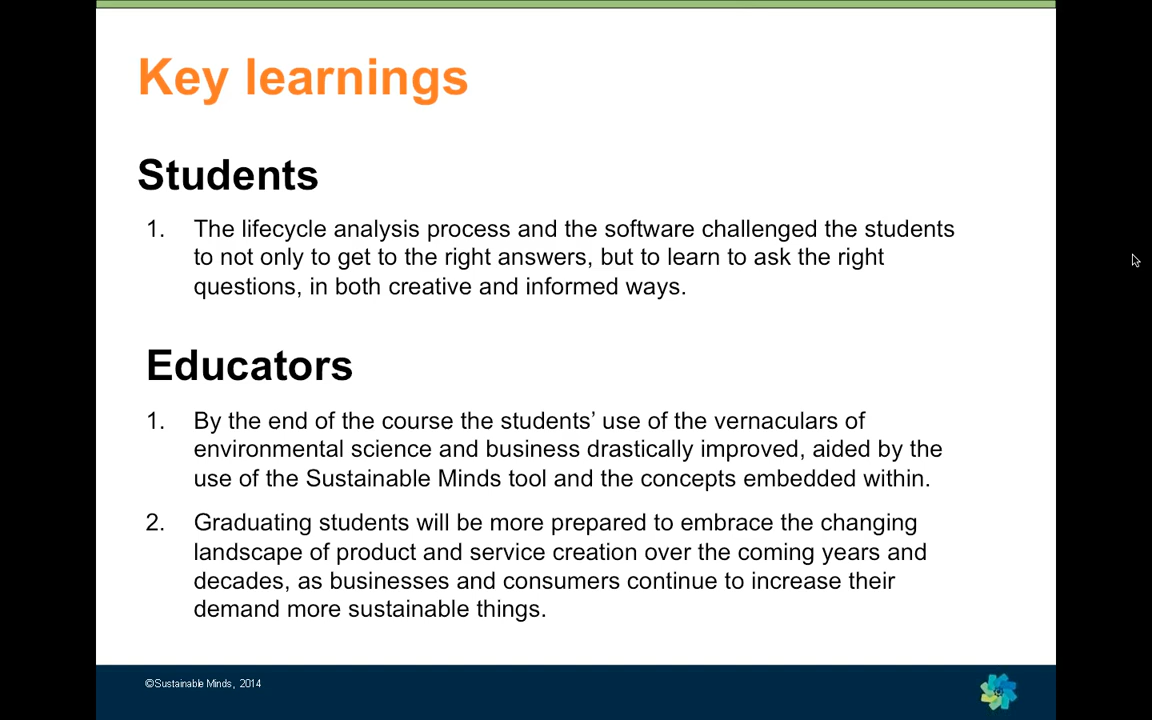 Key learnings
Students
1. The lifecycle analysis process and the software challenged the students
to not only to get to the right answers, but to learn to ask the right
questions, in both creative and informed ways.
Educators
1. By the end of the course the students’ use of the vernaculars of
environmental science and business drastically improved, aided by the
use of the Sustainable Minds tool and the concepts embedded within.
2. Graduating students will be more prepared to embrace the changing
landscape of product and service creation over the coming years and
decades, as businesses and consumers continue to increase their
demand more sustainable things.
©Sustainable Minds, 2014